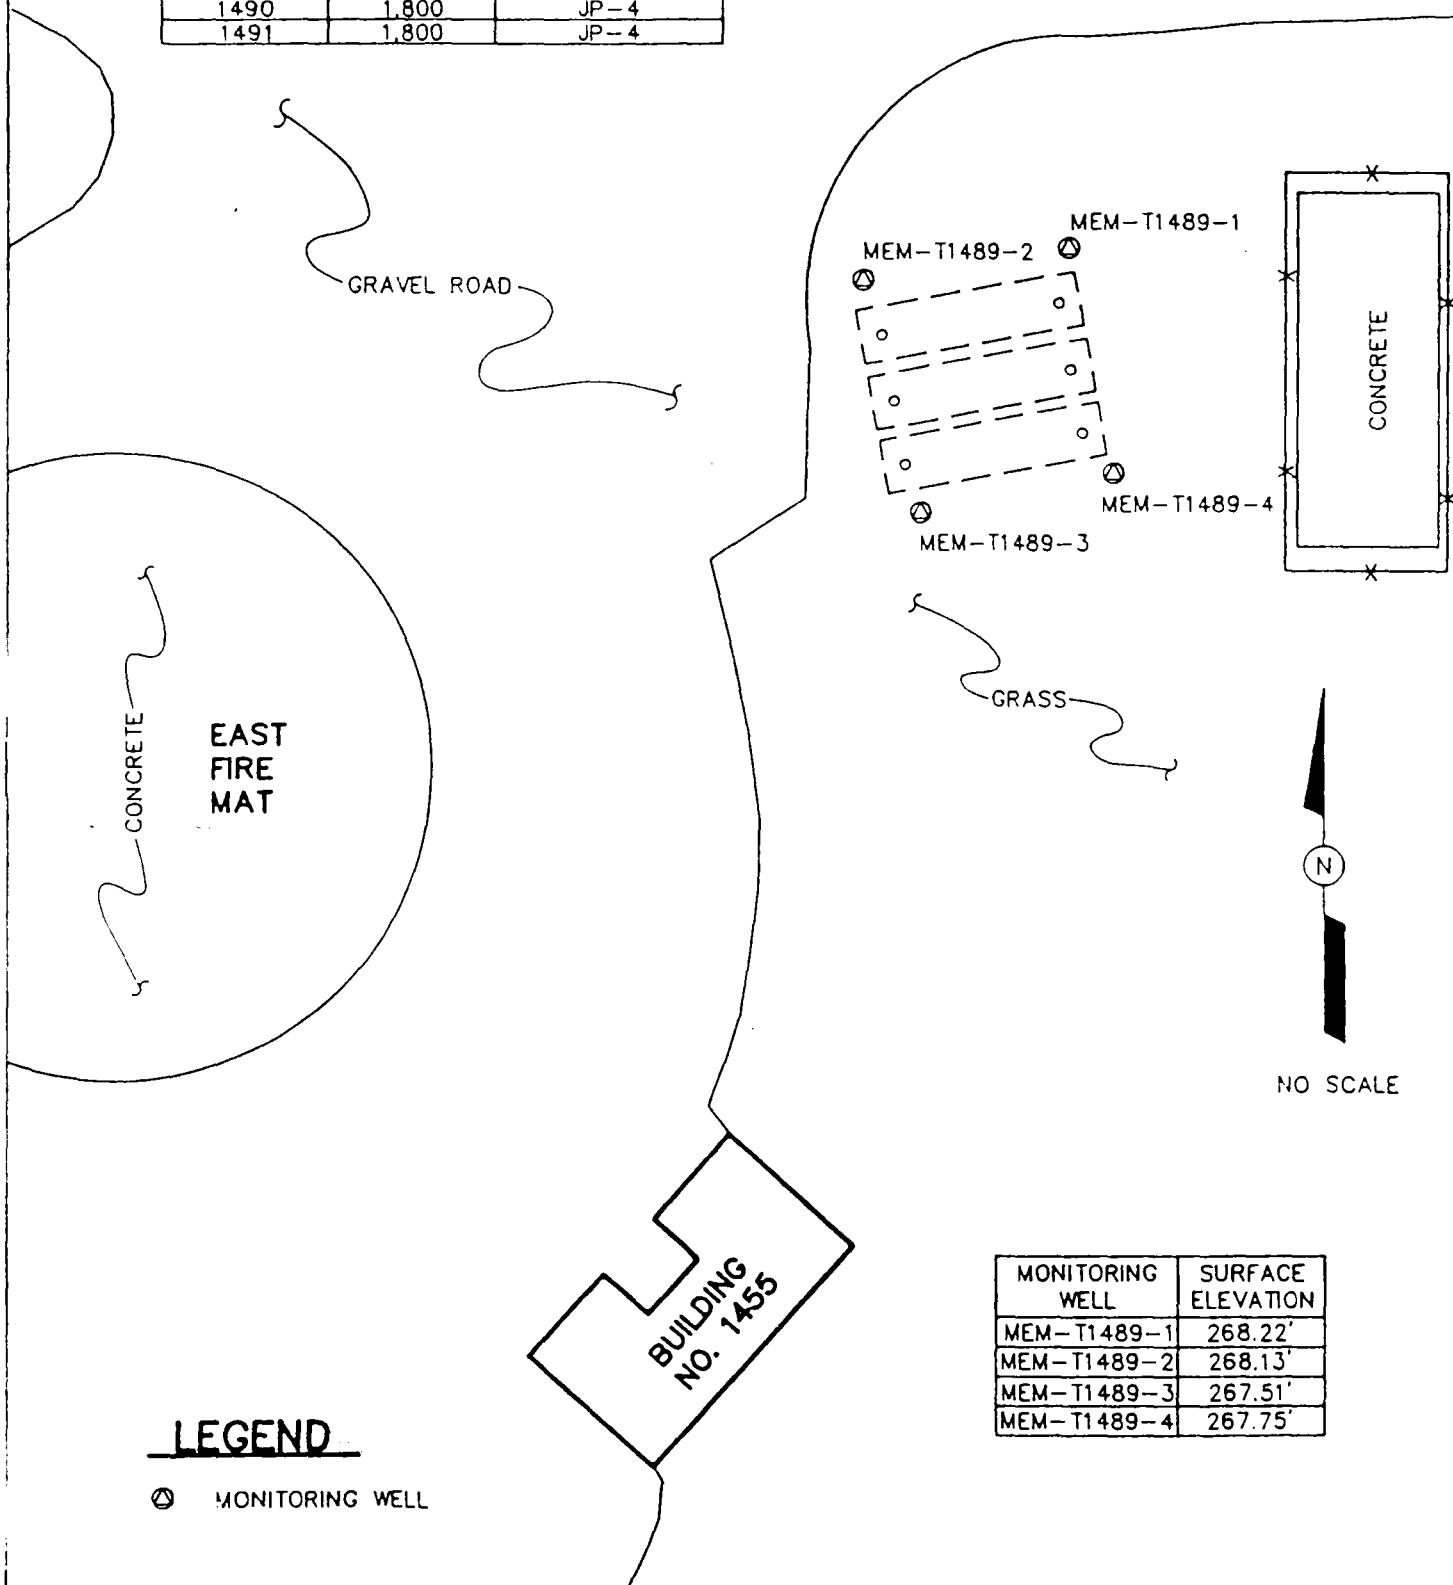 1490 1,800 JP-4
1491 1,800 JP-4
MEM-T1489-1
MEM-T1489-2
GRAVEL ROAD
CONCRETE
MEM-T1489-4
MEM-T1489-3
GRASS
CONCRETE
EAST
FIRE
MAT
N
NO SCALE
BUILDING
NO. 1455
MONITORING WELL SURFACE ELEVATION
MEM-T1489-1 268.22'
MEM-T1489-2 268.13'
MEM-T1489-3 267.51'
MEM-T1489-4 267.75'
LEGEND
MONITORING WELL